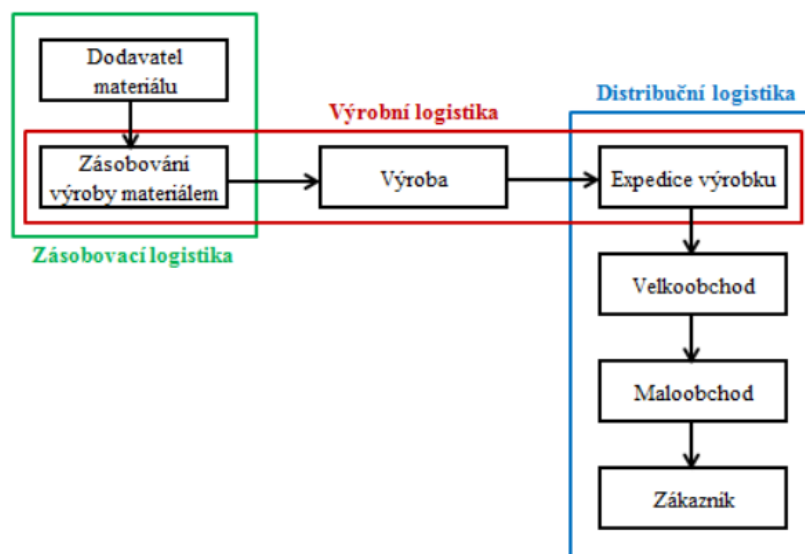 Dodavatel
materiálu
Výrobní logistika
Distribuční logistika
Zásobování
výroby materiálem
Výroba
Expedice výrobku
Zásobovací logistika
Velkoobchod
Maloobchod
Zákazník